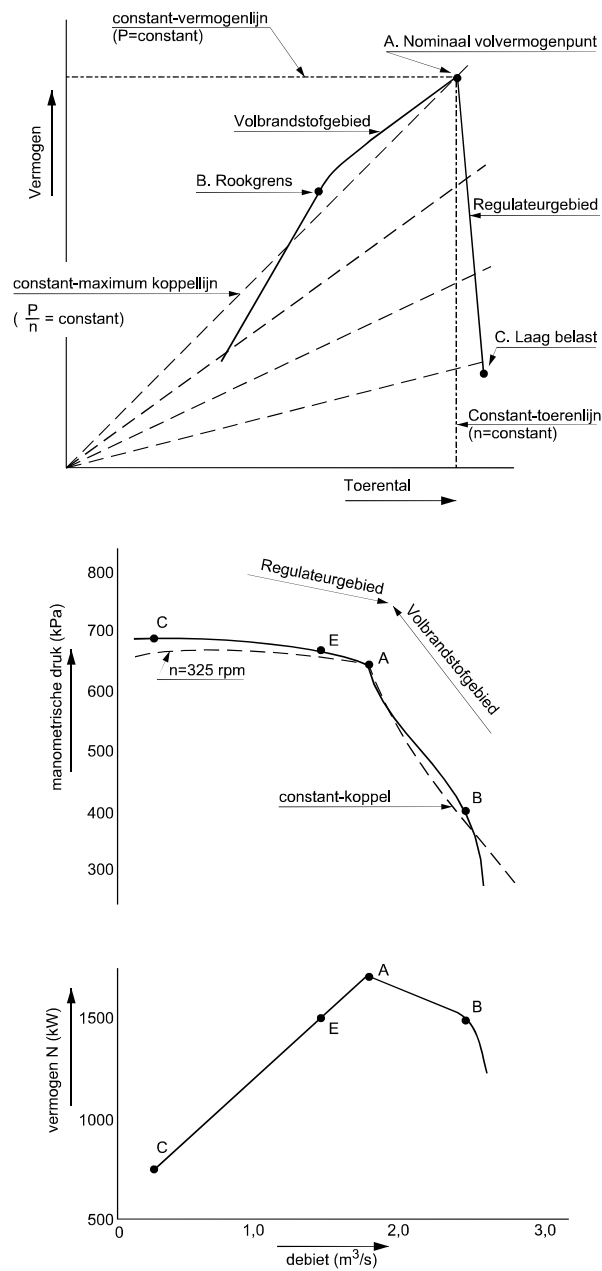 constant-vermogenlijn
(P=constant)
A. Nominaal volvermogenpunt
Volbrandstofgebied
Vermogen
B. Rookgrens
Regulateurgebied
constant-maximum koppellijn
( P/n = constant)
C. Laag belast
Constant-toerenlijn
(n=constant)
Toerental
800
700
600
500
400
300
manometrische druk (kPa)
Regulateurgebied
Volbrandstofgebied
C
E
A
n=325 rpm
constant-koppel
B
vermogen N (kW)
1500
1000
500
A
B
E
C
0
1,0
2,0
3,0
debiet (m³/s)